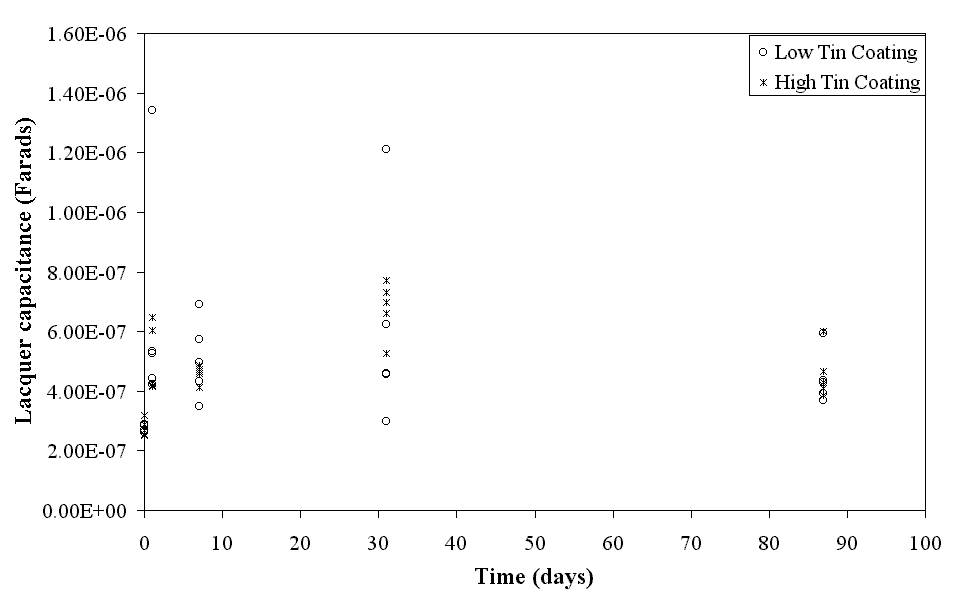 1.60E-06
1.40E-06
1.20E-06
1.00E-06
8.00E-07
6.00E-07
4.00E-07
2.00E-07
0.00E+00
Lacquer capacitance (Farads)
Low Tin Coating
High Tin Coating
0 10 20 30 40 50 60 70 80 90 100
Time (days)